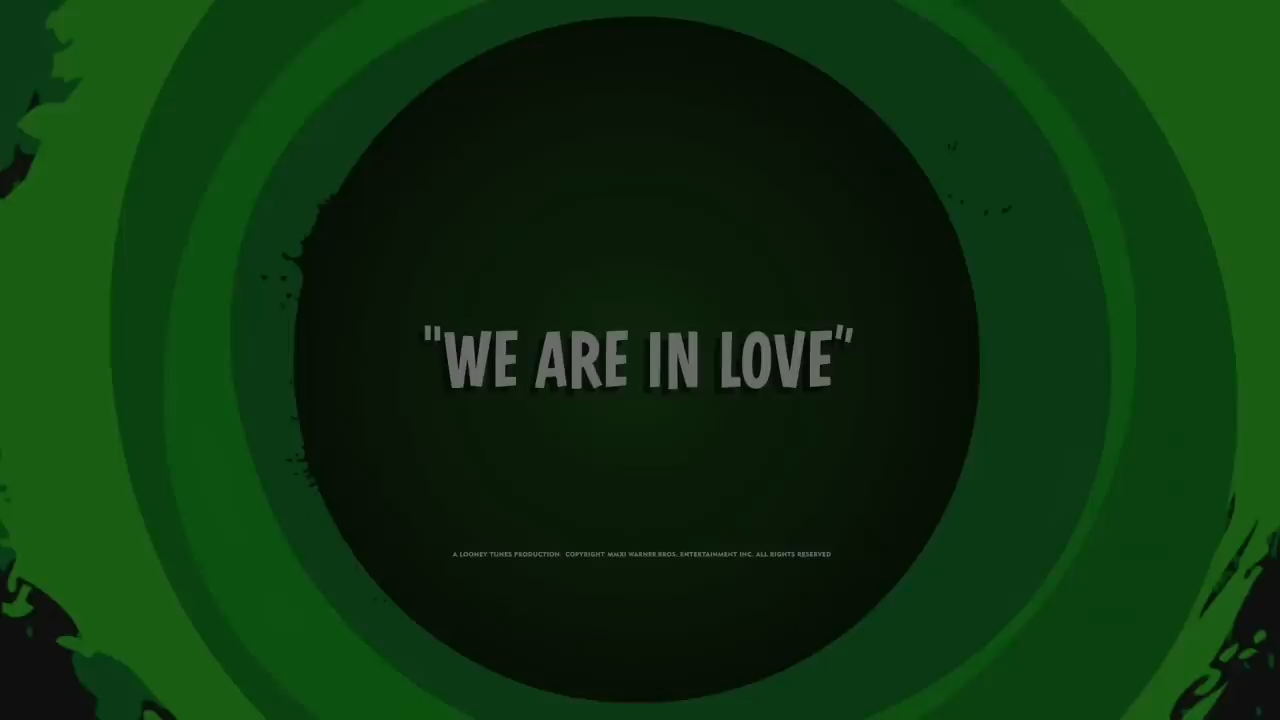 "WE ARE IN LOVE"
A LOONEY TUNES PRODUCTION. COPYRIGHT MMXI WARNER BROS. ENTERTAINMENT INC. ALL RIGHTS RESERVED